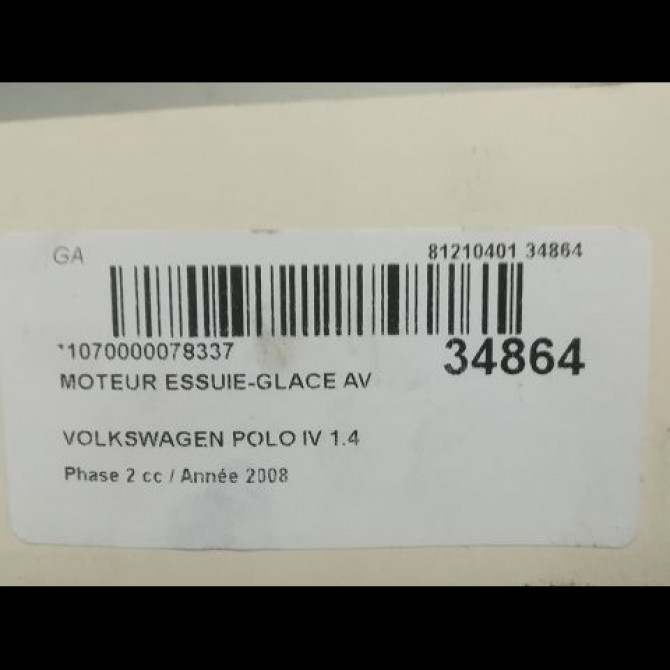 GA
81210401 34864
*1070000078337
34864
MOTEUR ESSUIE-GLACE AV
VOLKSWAGEN POLO IV 1.4
Phase 2 cc / Année 2008